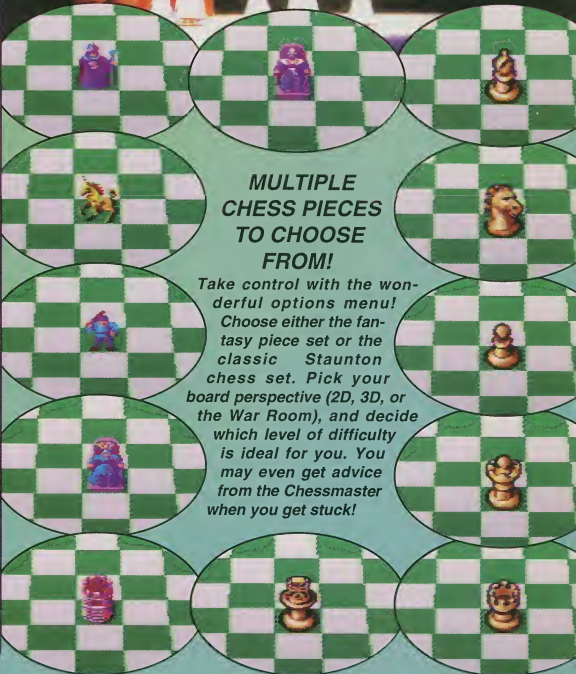 MULTIPLE
CHESS PIECES
TO CHOOSE
FROM!
Take control with the won-
derful options menu!
Choose either the fan-
tasy piece set or the
classic Staunton
chess set. Pick your
board perspective (2D, 3D, or
the War Room), and decide
which level of difficulty
is ideal for you. You
may even get advice
from the Chessmaster
when you get stuck!